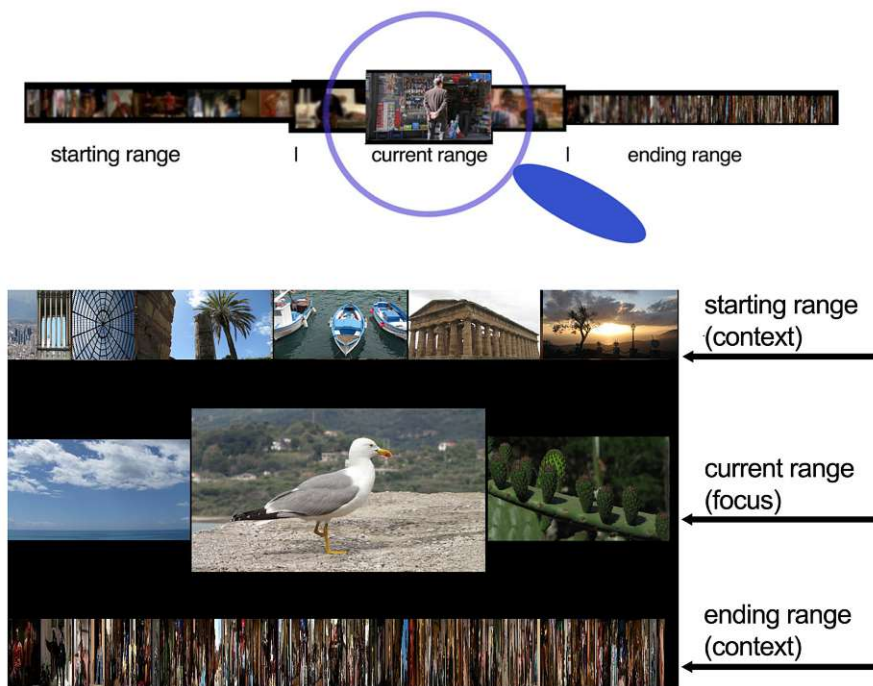 starting range | current range | ending range
starting range
(context)
current range
(focus)
ending range
(context)